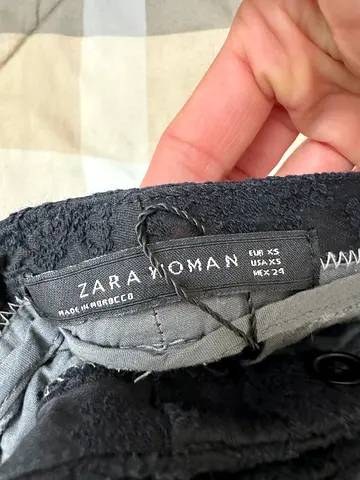 ZARA WOMAN
MADE IN MOROCCO
EUR XS
USA XS
MEX 24